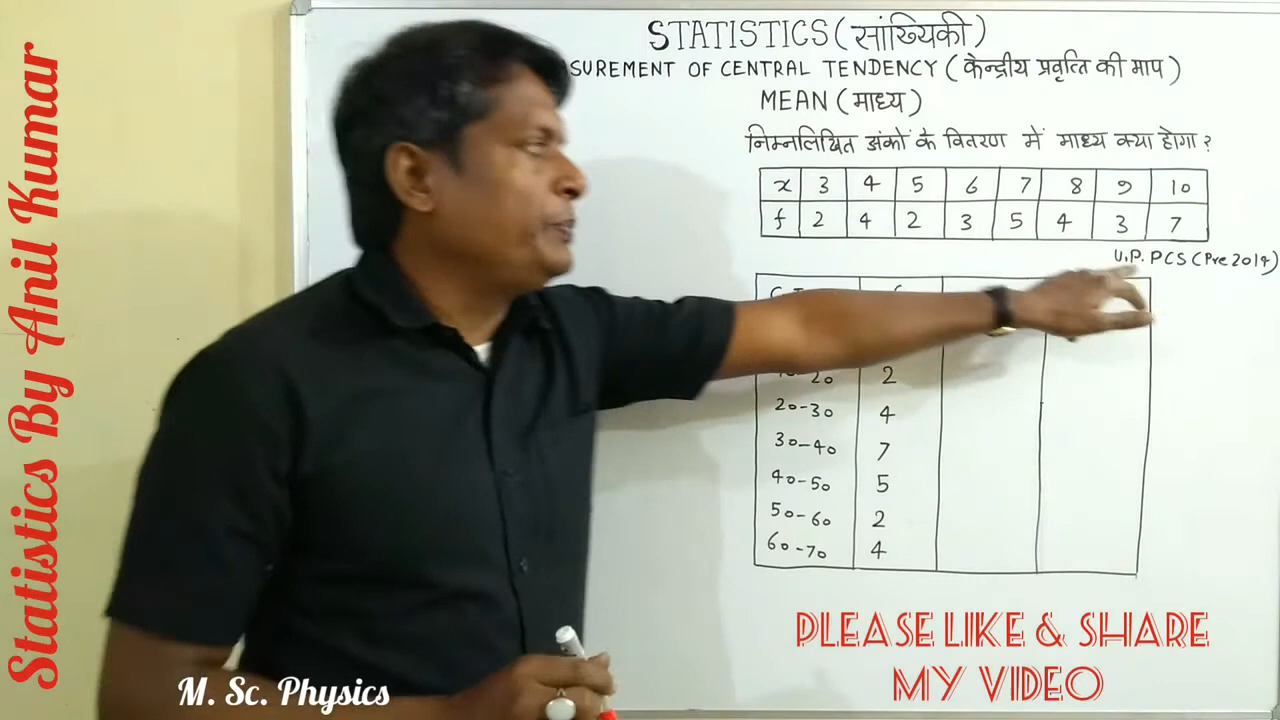 Statistics By Anil Kumar
STATISTICS (सांख्यिकी)
SUREMENT OF CENTRAL TENDENCY (केन्द्रीय प्रवृत्ति की माप)
MEAN (माध्य)
निम्नलिखित अंकों के वितरण में माध्य क्या होगा ?
x 3 4 5 6 7 8 9 10
f 2 4 2 3 5 4 3 7
U.P. PCS (Pre 2014)
20 2
20-30 4
30-40 7
40-50 5
50-60 2
60-70 4
PLEASE LIKE & SHARE
MY VIDEO
M. Sc. Physics